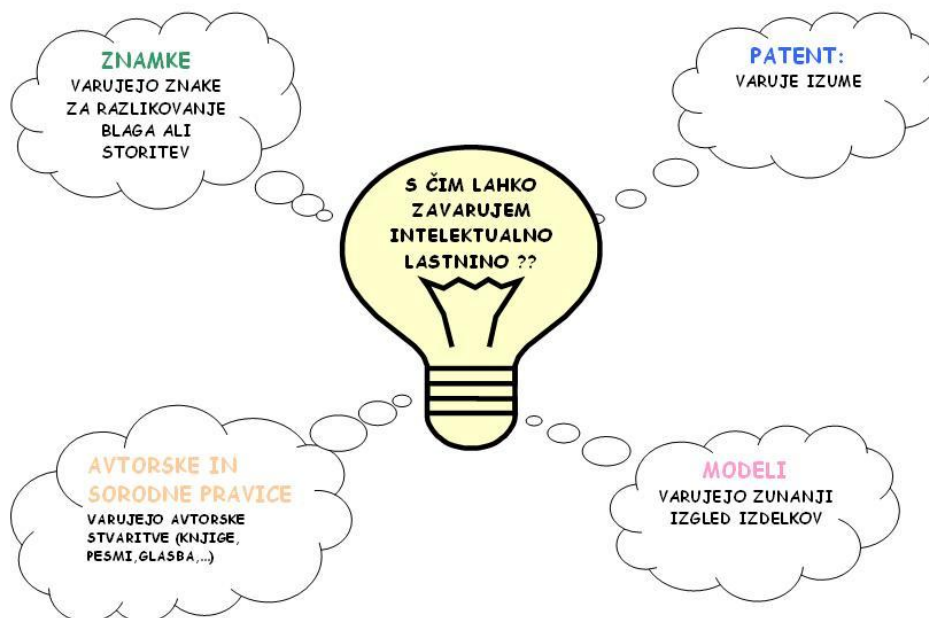 ZNAMKE
VARUJEJO ZNAKE
ZA RAZLIKOVANJE
BLAGA ALI
STORITEV
PATENT:
VARUJE IZUME
S ČIM LAHKO
ZAVARUJEM
INTELEKTUALNO
LASTNINO ??
AVTORSKE IN
SORODNE PRAVICE
VARUJEJO AVTORSKE
STVARITVE (KNJIGE,
PESMI,GLASBA,...)
MODELI
VARUJEJO ZUNANJI
IZGLED IZDELKOV